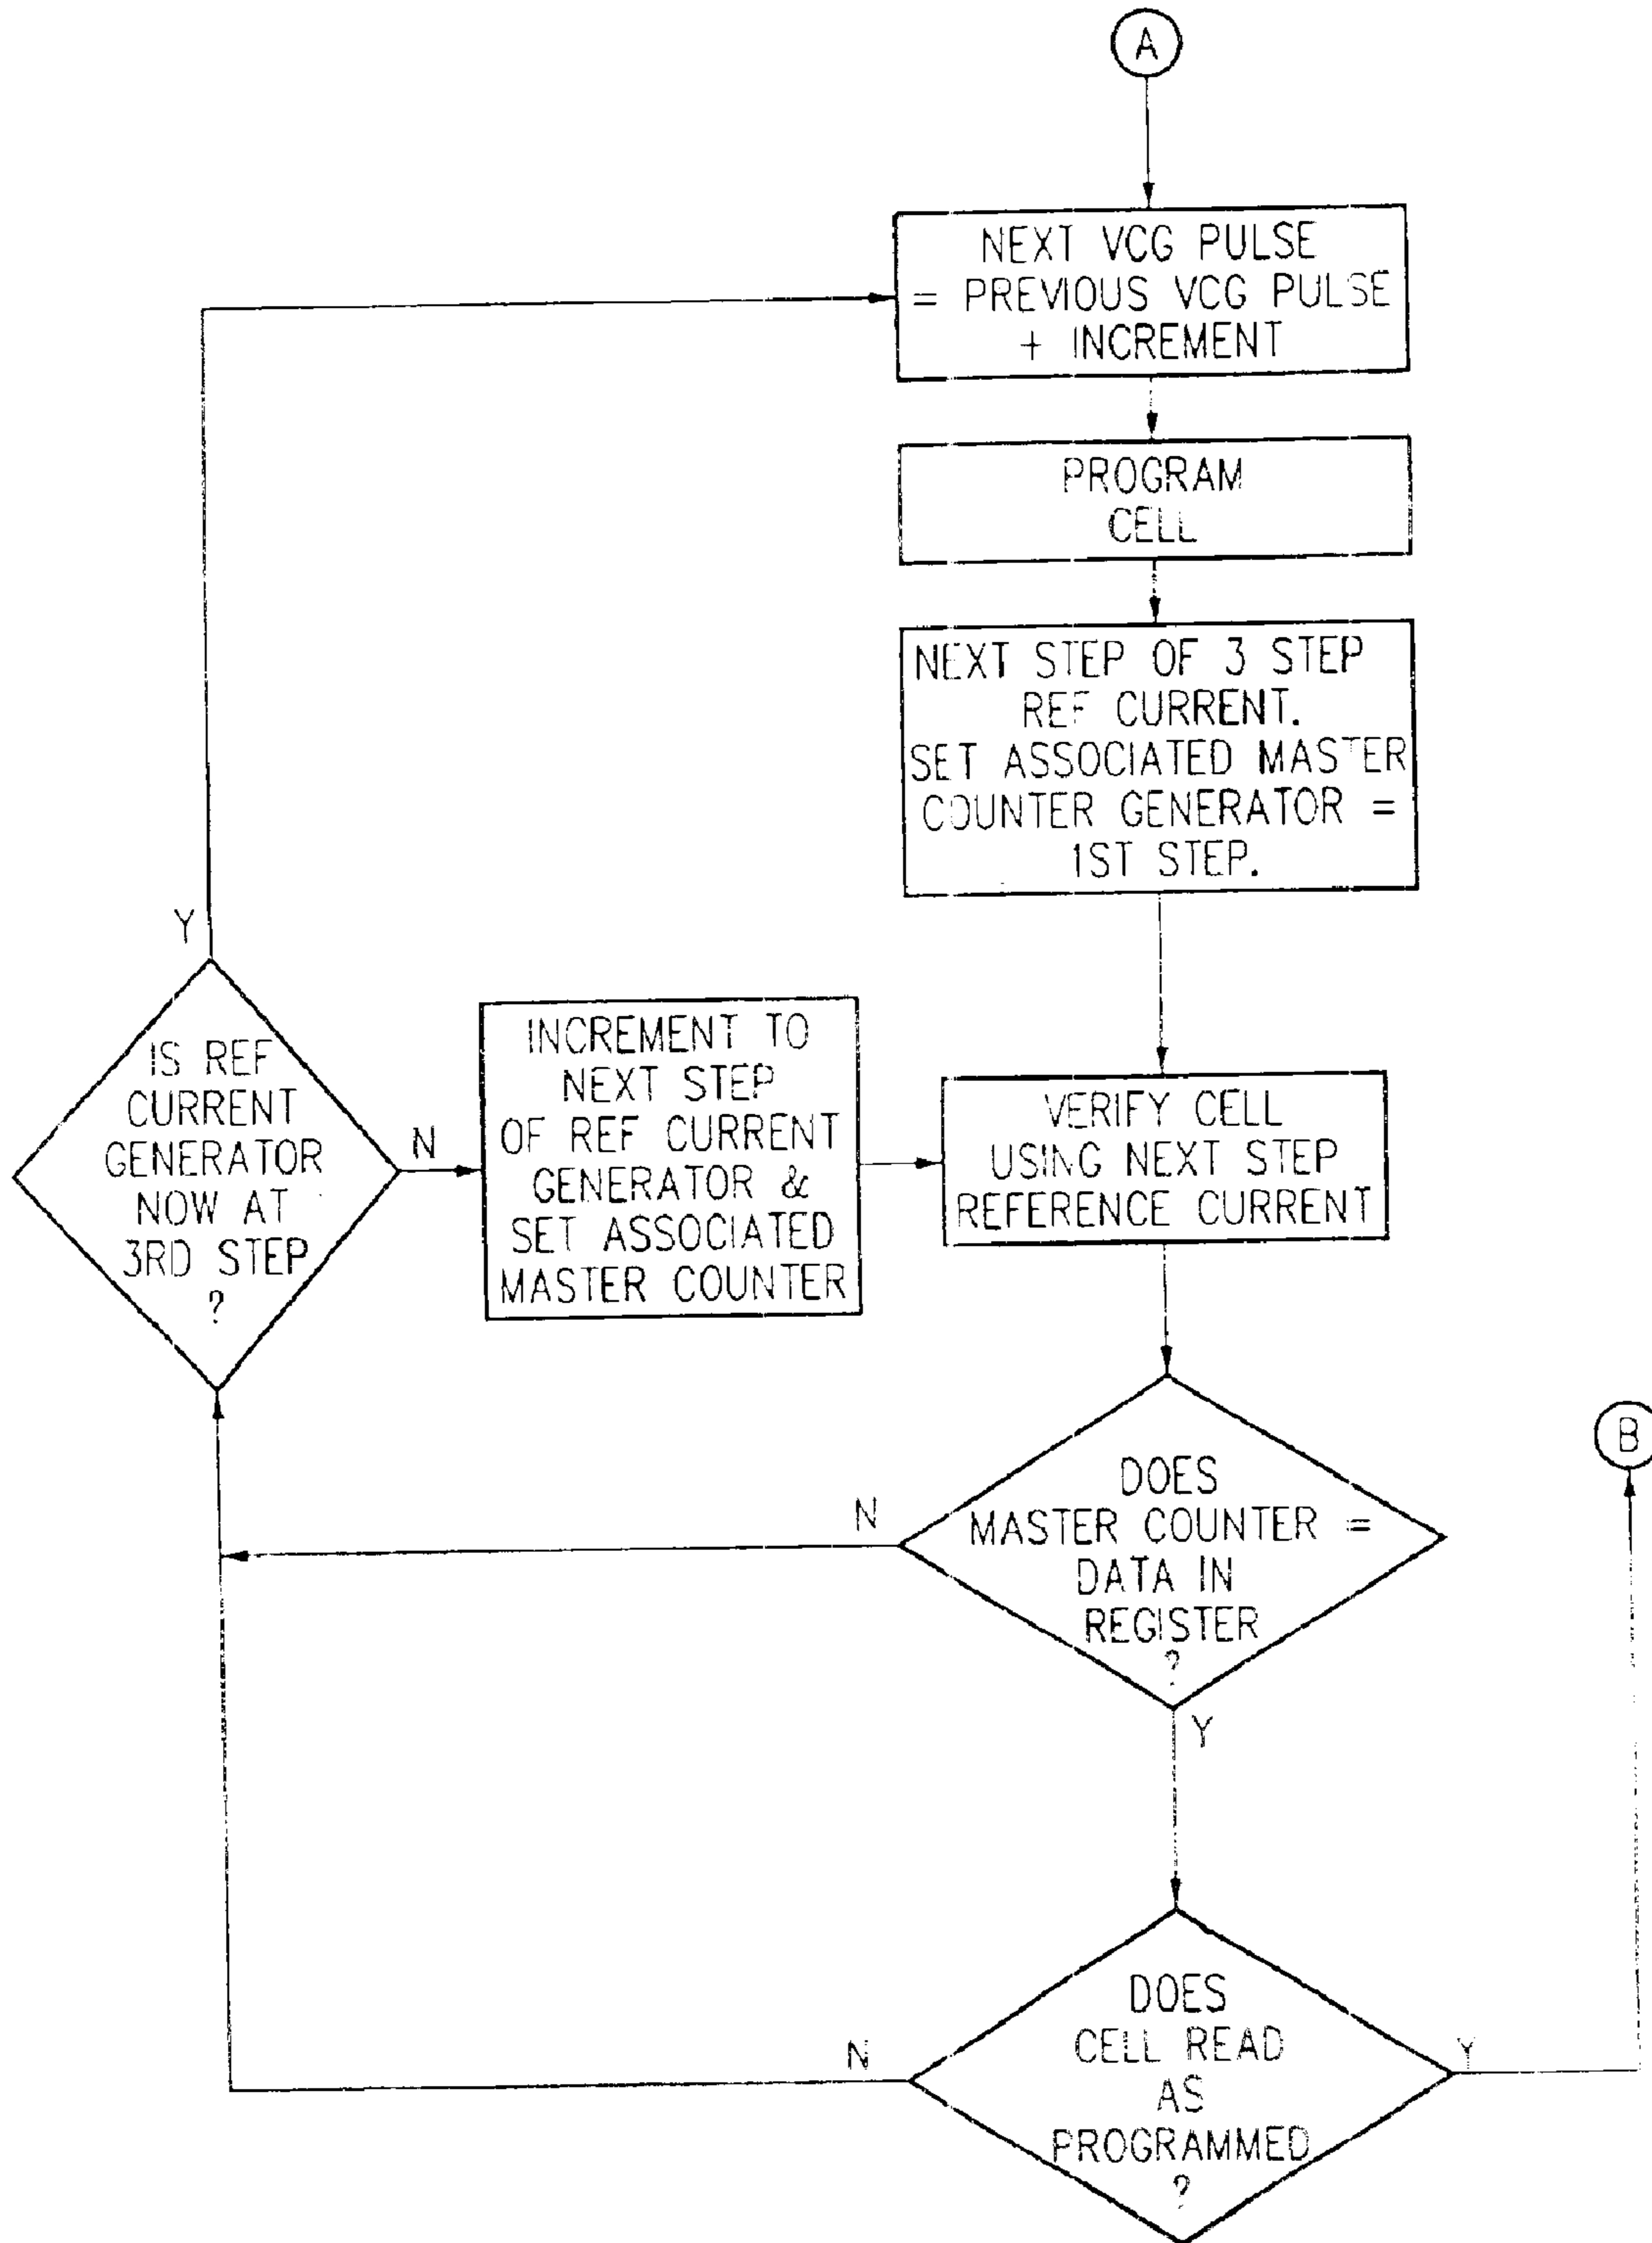 A
NEXT VCG PULSE
= PREVIOUS VCG PULSE
+ INCREMENT
PROGRAM
CELL
NEXT STEP OF 3 STEP
REF CURRENT.
SET ASSOCIATED MASTER
COUNTER GENERATOR =
1ST STEP.
Y
IS REF
CURRENT
GENERATOR
NOW AT
3RD STEP
?
N
INCREMENT TO
NEXT STEP
OF REF CURRENT
GENERATOR &
SET ASSOCIATED
MASTER COUNTER
VERIFY CELL
USING NEXT STEP
REFERENCE CURRENT
B
N
DOES
MASTER COUNTER =
DATA IN
REGISTER
?
Y
N
DOES
CELL READ
AS
PROGRAMMED
?
Y